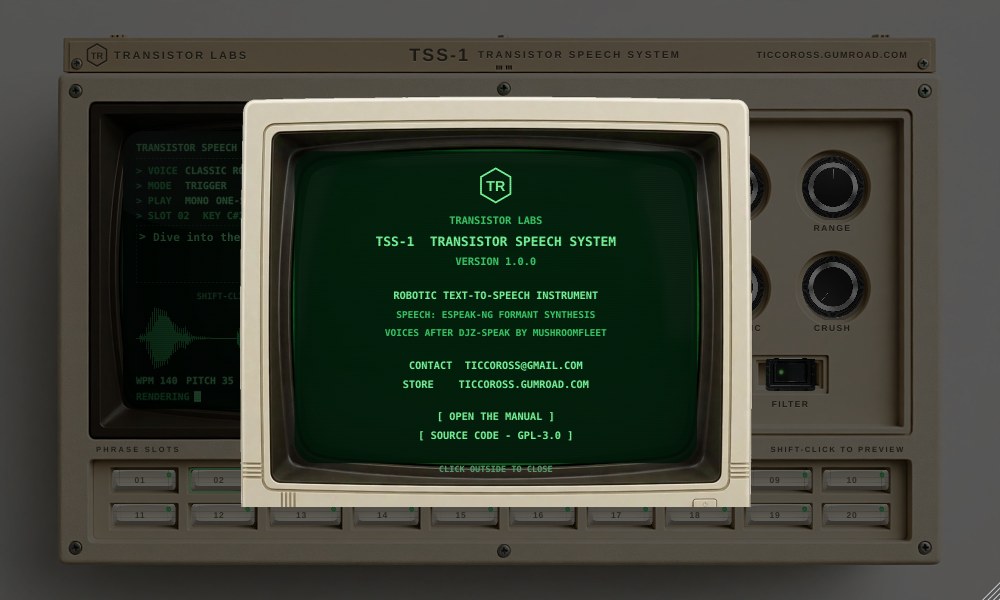 TR TRANSISTOR LABS
TSS-1 TRANSISTOR SPEECH SYSTEM
TICCOROSS.GUMROAD.COM
TRANSISTOR SPEECH
> VOICE CLASSIC
> MODE TRIGGER
> PLAY MONO
> SLOT 02 KEY
> Dive into the
WPM 140 PITCH 35
RENDERING
TR
TRANSISTOR LABS
TSS-1 TRANSISTOR SPEECH SYSTEM
VERSION 1.0.0
ROBOTIC TEXT-TO-SPEECH INSTRUMENT
SPEECH: ESPEAK-NG FORMANT SYNTHESIS
VOICES AFTER DJZ-SPEAK BY MUSHROOMFLEET
CONTACT TICCOROSS@GMAIL.COM
STORE TICCOROSS.GUMROAD.COM
[ OPEN THE MANUAL ]
[ SOURCE CODE - GPL-3.0 ]
CLICK OUTSIDE TO CLOSE
RANGE
CRUSH
FILTER
PHRASE SLOTS
SHIFT-CLICK TO PREVIEW
01 02 09 10
11 12 13 14 15 16 17 18 19 20